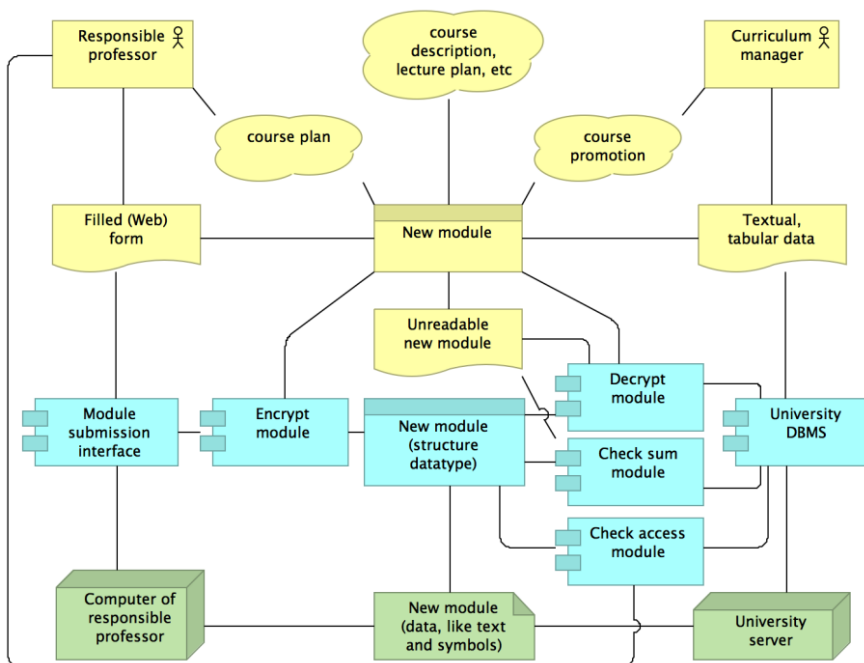 Responsible
professor
course
description,
lecture plan, etc
Curriculum
manager
course plan
course
promotion
Filled (Web)
form
New module
Textual,
tabular data
Unreadable
new module
Decrypt
module
Module
submission
interface
Encrypt
module
New module
(structure
datatype)
University
DBMS
Check sum
module
Check access
module
Computer of
responsible
professor
New module
(data, like text
and symbols)
University
server